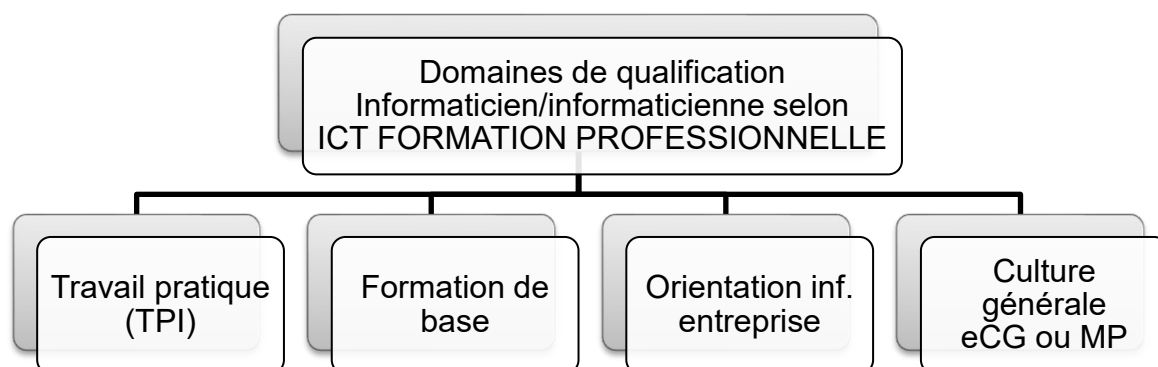 Domaines de qualification
Informaticien/informaticienne selon
ICT FORMATION PROFESSIONNELLE
Travail pratique
(TPI)
Formation de
base
Orientation inf.
entreprise
Culture
générale
eCG ou MP